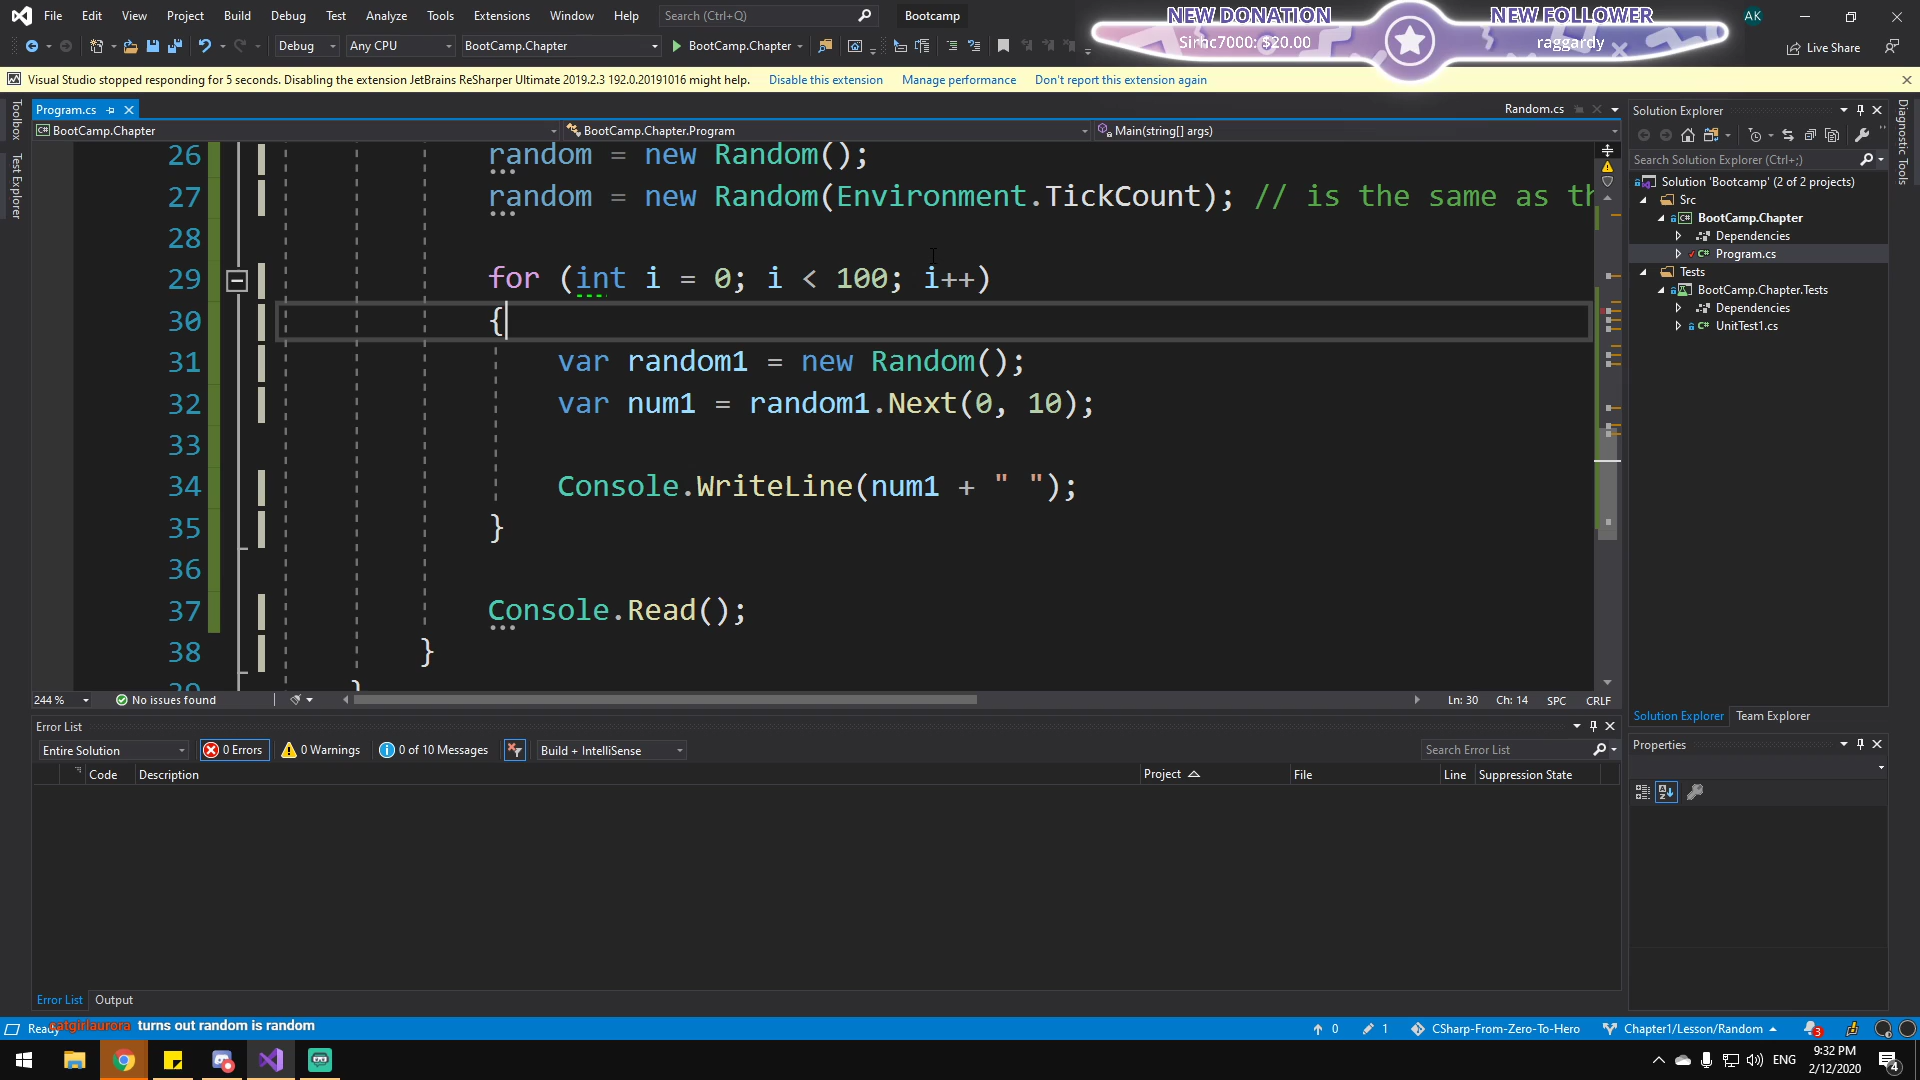 File Edit View Project Build Debug Test Analyze Tools Extensions Window Help Search (Ctrl+Q) Bootcamp AK
NEW DONATION
Sirhc7000: $20.00
NEW FOLLOWER
raggardy
Debug Any CPU BootCamp.Chapter BootCamp.Chapter Live Share
Visual Studio stopped responding for 5 seconds. Disabling the extension JetBrains ReSharper Ultimate 2019.2.3 192.0.20191016 might help. Disable this extension Manage performance Don't report this extension again
Toolbox
Test Explorer
Program.cs Random.cs
BootCamp.Chapter BootCamp.Chapter.Program Main(string[] args)
26 random = new Random();
27 random = new Random(Environment.TickCount); // is the same as th
28
29 for (int i = 0; i < 100; i++)
30 {
31 var random1 = new Random();
32 var num1 = random1.Next(0, 10);
33
34 Console.WriteLine(num1 + " ");
35 }
36
37 Console.Read();
38 }
39 }
244 % No issues found Ln: 30 Ch: 14 SPC CRLF
Error List
Entire Solution 0 Errors 0 Warnings 0 of 10 Messages Build + IntelliSense Search Error List
Code Description Project File Line Suppression State
Error List Output
Solution Explorer
Search Solution Explorer (Ctrl+;)
Solution 'Bootcamp' (2 of 2 projects)
Src
C# BootCamp.Chapter
Dependencies
C# Program.cs
Tests
BootCamp.Chapter.Tests
Dependencies
C# UnitTest1.cs
Solution Explorer Team Explorer
Properties
Diagnostic Tools
Ready
catgirlaurora turns out random is random
0 1 CSharp-From-Zero-To-Hero Chapter1/Lesson/Random 3
ENG
9:32 PM
2/12/2020
4